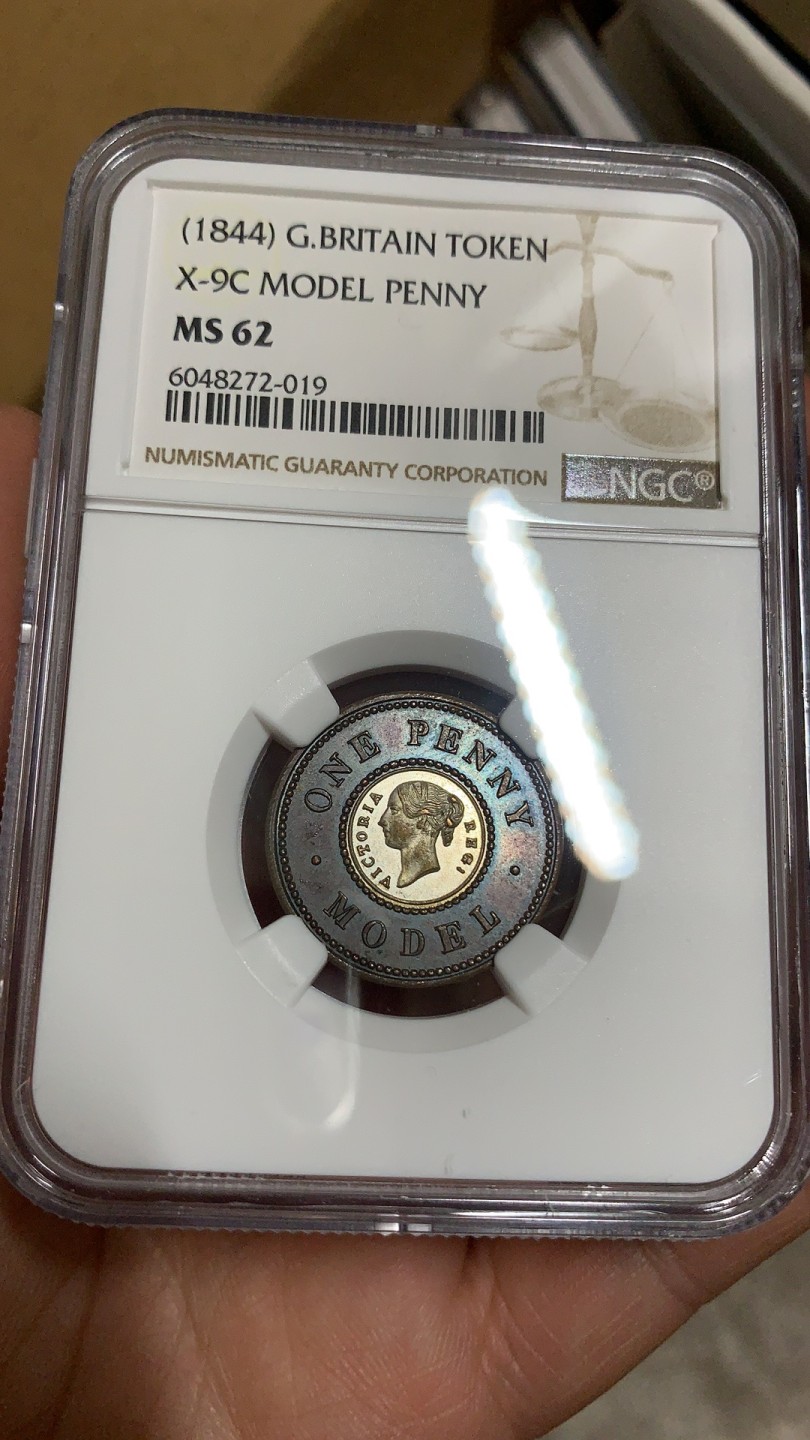 (1844) G.BRITAIN TOKEN
X-9C MODEL PENNY
MS 62
6048272-019
NUMISMATIC GUARANTY CORPORATION
NGC®
ONE PENNY
VICTORIA REGI
MODEL